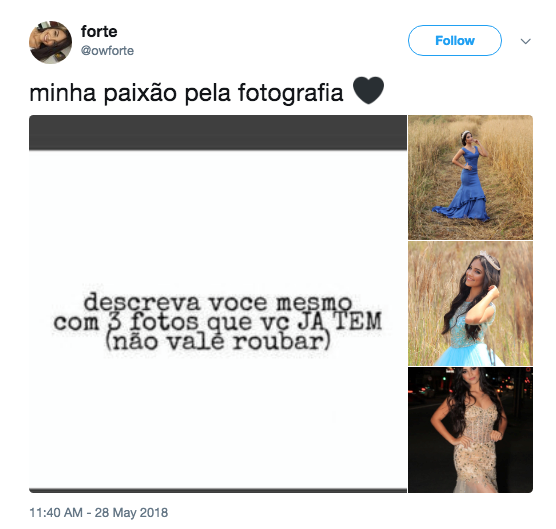 forte
@owforte
Follow
minha paixão pela fotografia 🖤
descreva voce mesmo
com 3 fotos que vc JA TEM
(não vale roubar)
11:40 AM - 28 May 2018